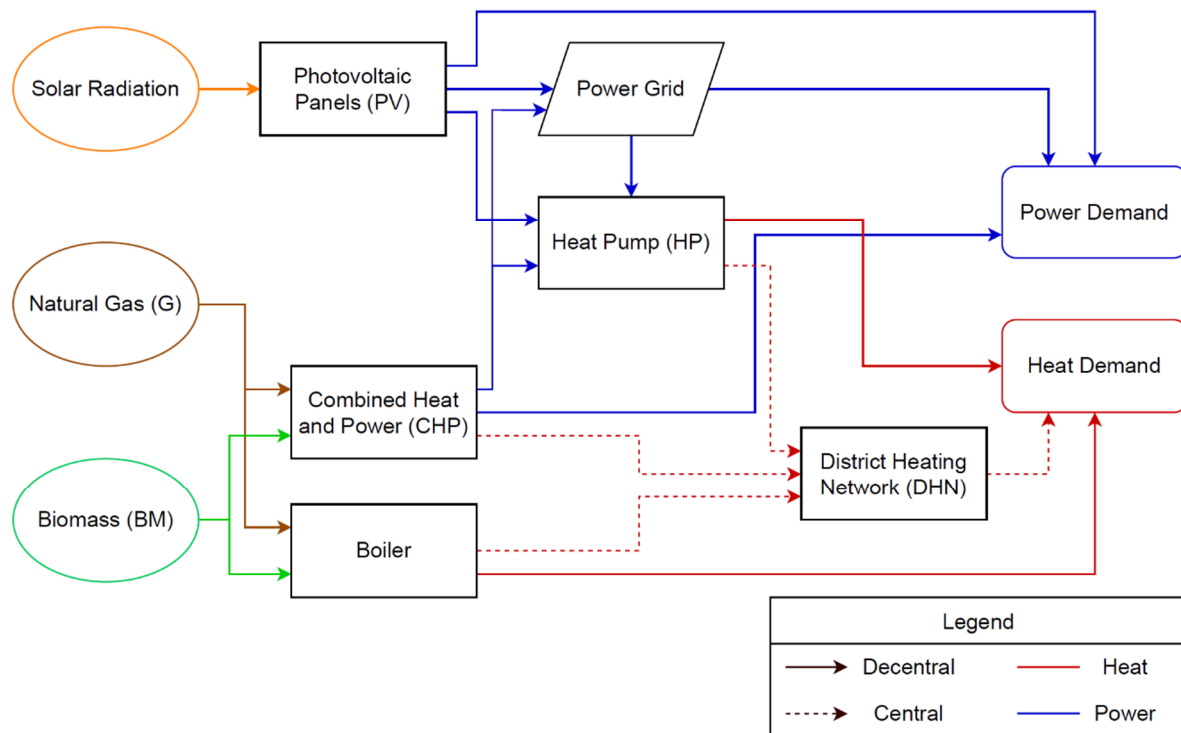 Solar Radiation
Photovoltaic
Panels (PV)
Power Grid
Power Demand
Heat Pump (HP)
Natural Gas (G)
Heat Demand
Combined Heat
and Power (CHP)
District Heating
Network (DHN)
Biomass (BM)
Boiler
Legend
Decentral
Heat
Central
Power